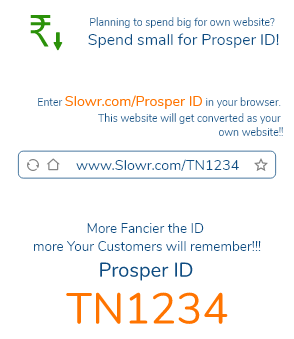 ₹
Planning to spend big for own website?
Spend small for Prosper ID!
Enter Slowr.com/Prosper ID in your browser.
This website will get converted as your
own website!!
www.Slowr.com/TN1234
More Fancier the ID
more Your Customers will remember!!!
Prosper ID
TN1234